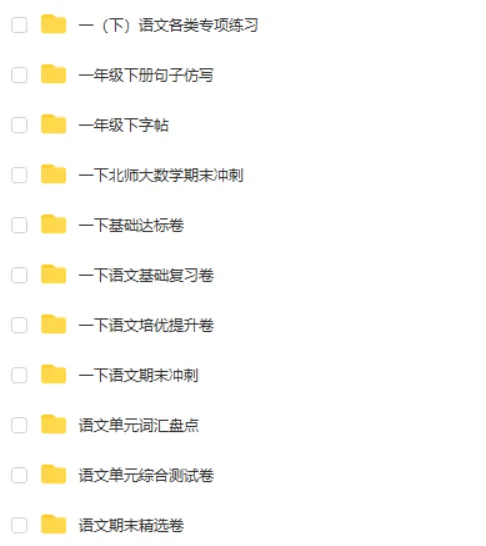 一（下）语文各类专项练习
一年级下册句子仿写
一年级下字帖
一下北师大数学期末冲刺
一下基础达标卷
一下语文基础复习卷
一下语文培优提升卷
一下语文期末冲刺
语文单元词汇盘点
语文单元综合测试卷
语文期末精选卷